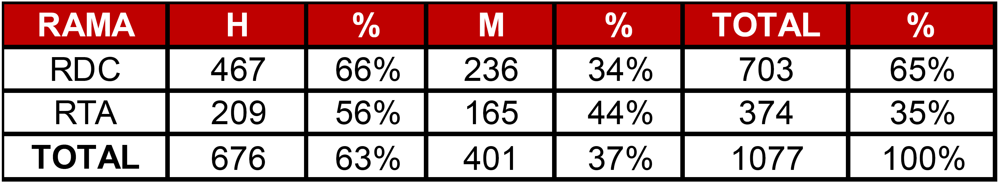 RAMA H % M % TOTAL %
RDC 467 66% 236 34% 703 65%
RTA 209 56% 165 44% 374 35%
TOTAL 676 63% 401 37% 1077 100%